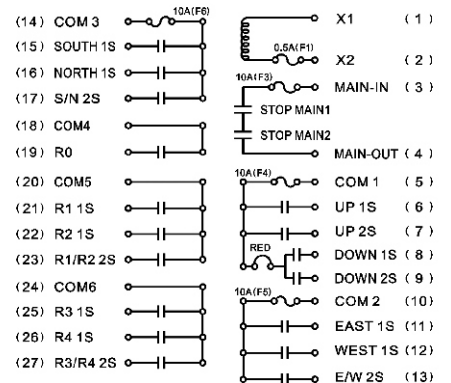 (14) COM 3 10A(F6)
(15) SOUTH 1S
(16) NORTH 1S
(17) S/N 2S
(18) COM4
(19) R0
(20) COM5
(21) R1 1S
(22) R2 1S
(23) R1/R2 2S
(24) COM6
(25) R3 1S
(26) R4 1S
(27) R3/R4 2S
X1 (1)
0.5A(F1)
X2 (2)
10A(F3)
MAIN-IN (3)
STOP MAIN1
STOP MAIN2
MAIN-OUT (4)
10A(F4)
COM 1 (5)
UP 1S (6)
UP 2S (7)
RED
DOWN 1S (8)
DOWN 2S (9)
10A(F5)
COM 2 (10)
EAST 1S (11)
WEST 1S (12)
E/W 2S (13)